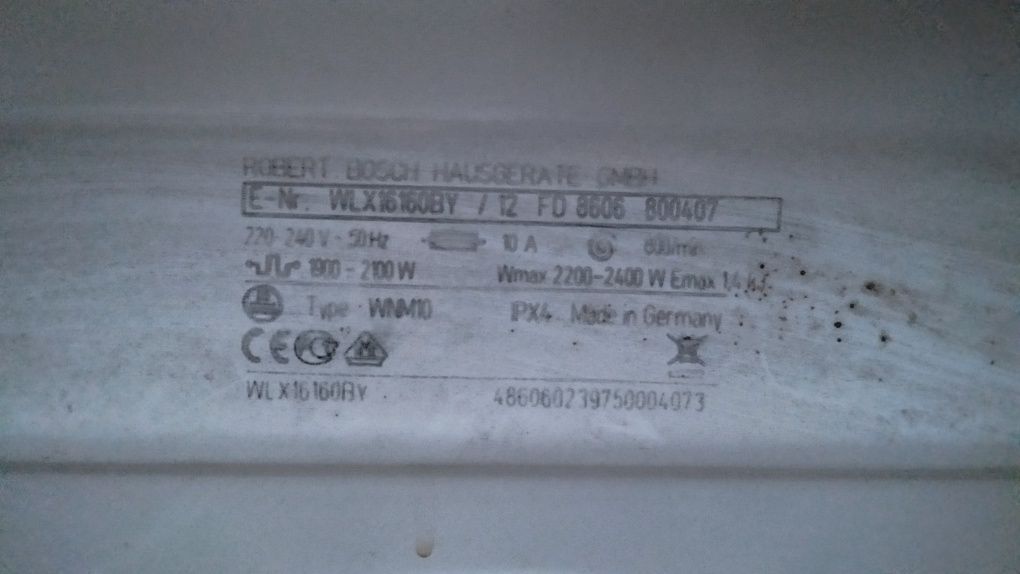 ROBERT BOSCH HAUSGERÄTE GMBH
E-Nr. WLX16160BY / 12 FD 8606 800407
220-240 V ~ 50Hz 10 A 800/min
1900 - 2100 W Wmax 2200-2400 W Emax 1,4
Type WNM10 IPX4 Made in Germany
CE
WLX16160BY 486060239750004073